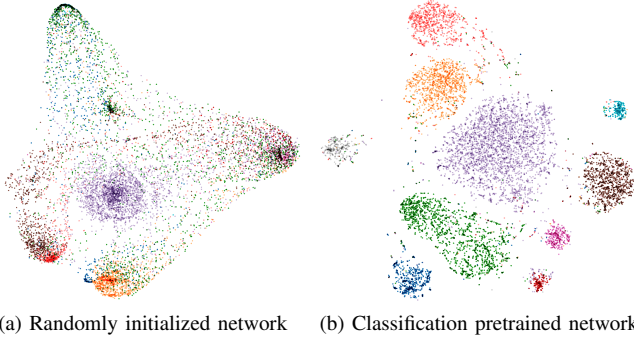 (a) Randomly initialized network
(b) Classification pretrained network